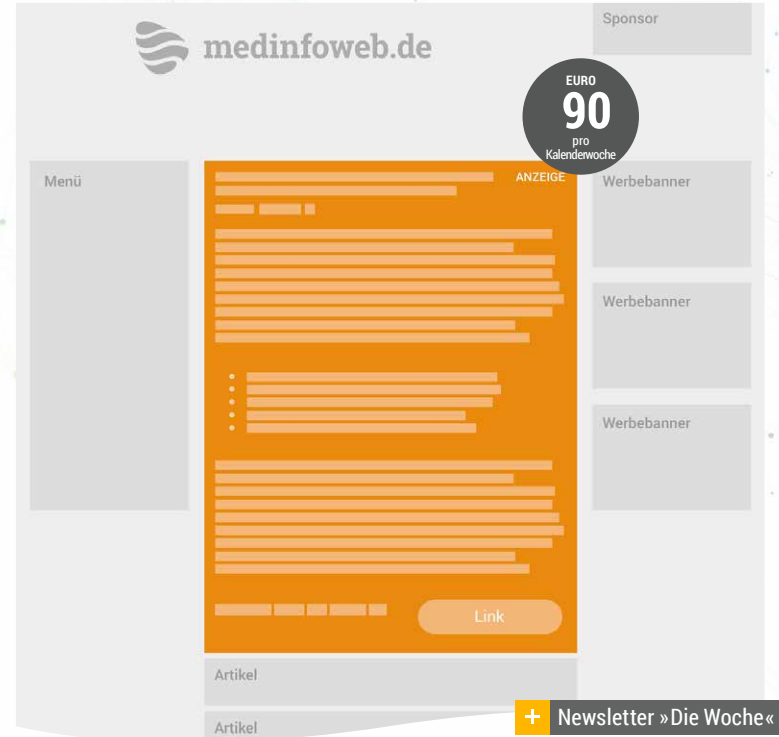 Sponsor
medinfoweb.de
EURO
90
pro
Kalenderwoche
Menü
ANZEIGE
Werbebanner
Werbebanner
Werbebanner
Link
Artikel
Artikel
+ Newsletter »Die Woche«